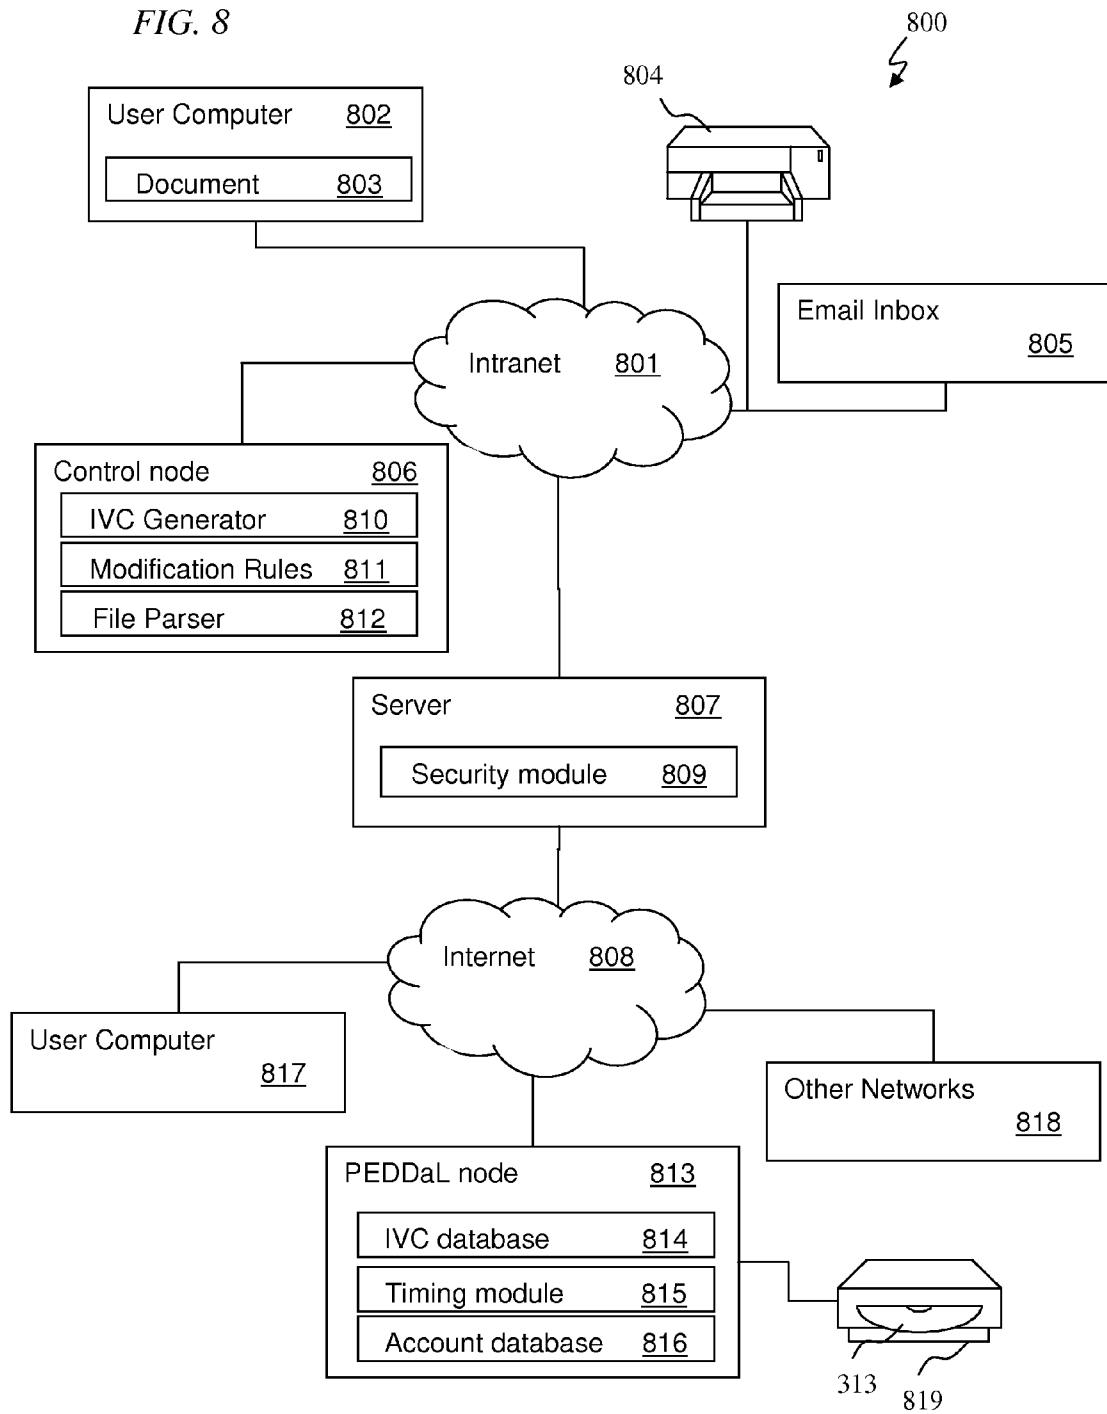 FIG. 8
800
804
User Computer 802
Document 803
Email Inbox
805
Intranet 801
Control node 806
IVC Generator 810
Modification Rules 811
File Parser 812
Server 807
Security module 809
Internet 808
User Computer
817
Other Networks
818
PEDDaL node 813
IVC database 814
Timing module 815
Account database 816
313
819